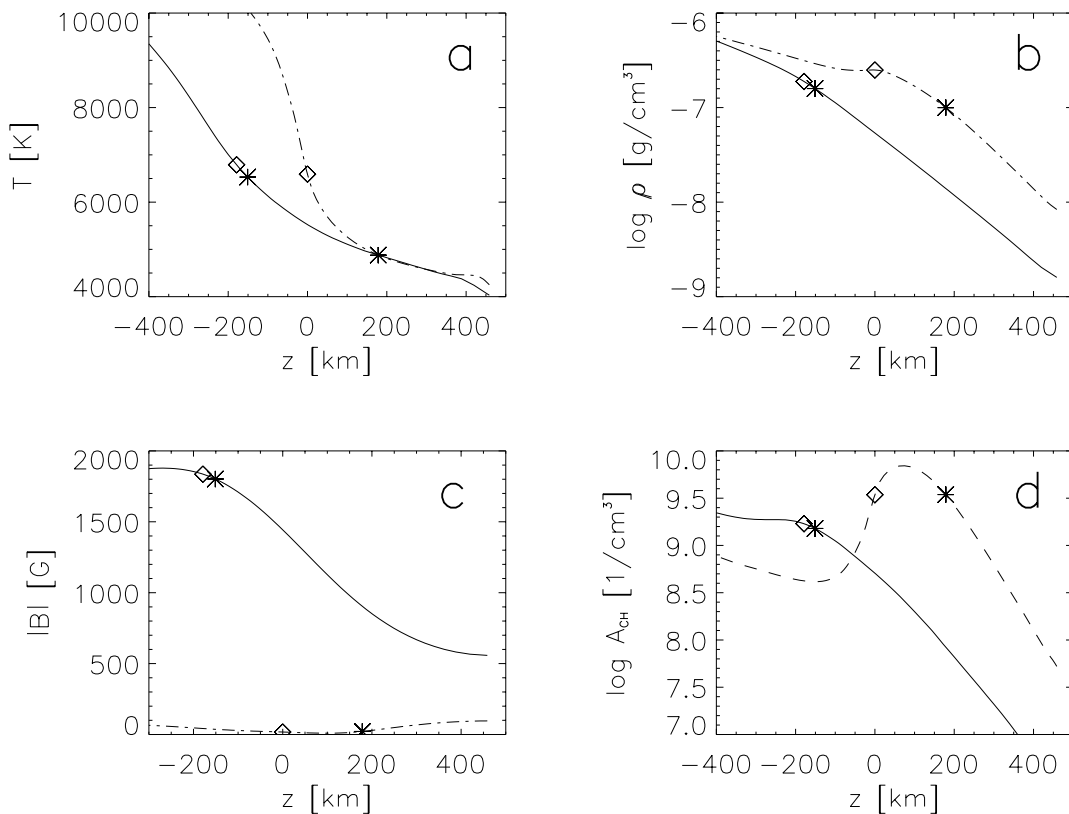 a
T [K]
10000
8000
6000
4000
−400 −200 0 200 400
z [km]
b
log ρ [g/cm³]
−6
−7
−8
−9
−400 −200 0 200 400
z [km]
c
|B| [G]
2000
1500
1000
500
0
−200 0 200 400
z [km]
d
log A_CH [1/cm³]
10.0
9.5
9.0
8.5
8.0
7.5
7.0
−400 −200 0 200 400
z [km]